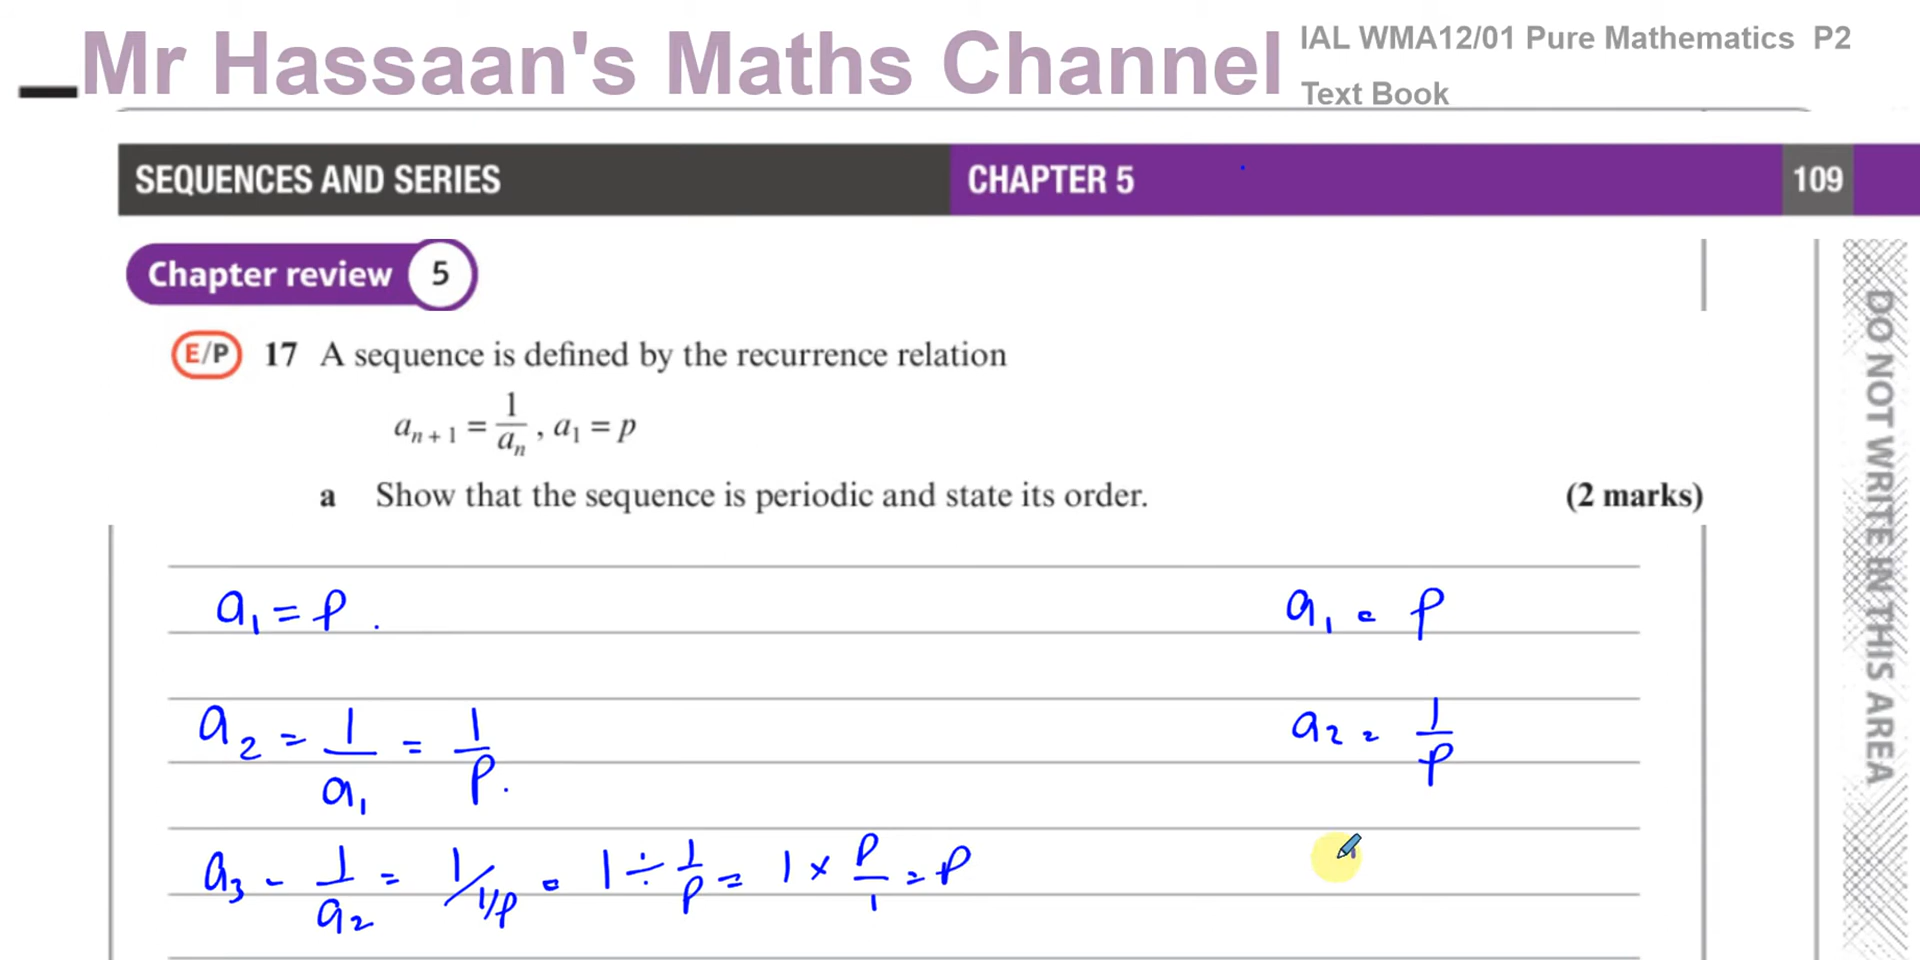 Mr Hassaan's Maths Channel
IAL WMA12/01 Pure Mathematics P2
Text Book
SEQUENCES AND SERIES CHAPTER 5 109
Chapter review 5
E/P 17 A sequence is defined by the recurrence relation
aₙ₊₁ = 1/aₙ , a₁ = p
a Show that the sequence is periodic and state its order. (2 marks)
a₁ = p .
a₂ = 1/a₁ = 1/p .
a₃ = 1/a₂ = 1/1/p = 1 ÷ 1/p = 1 × p/1 = p
a₁ = p
a₂ = 1/p
DO NOT WRITE IN THIS AREA